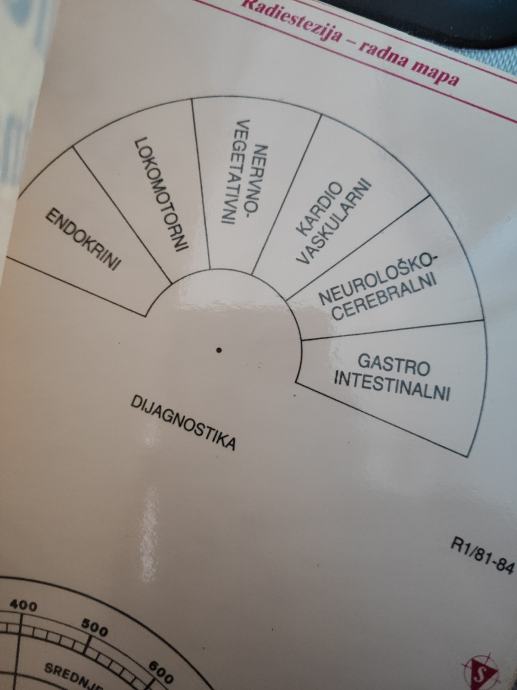 Radiestezija – radna mapa
ENDOKRINI
LOKOMOTORNI
NERVNO-
VEGETATIVNI
KARDIO
VASKULARNI
NEUROLOŠKO-
CEREBRALNI
GASTRO
INTESTINALNI
DIJAGNOSTIKA
R1/81-84
400
500
600
S